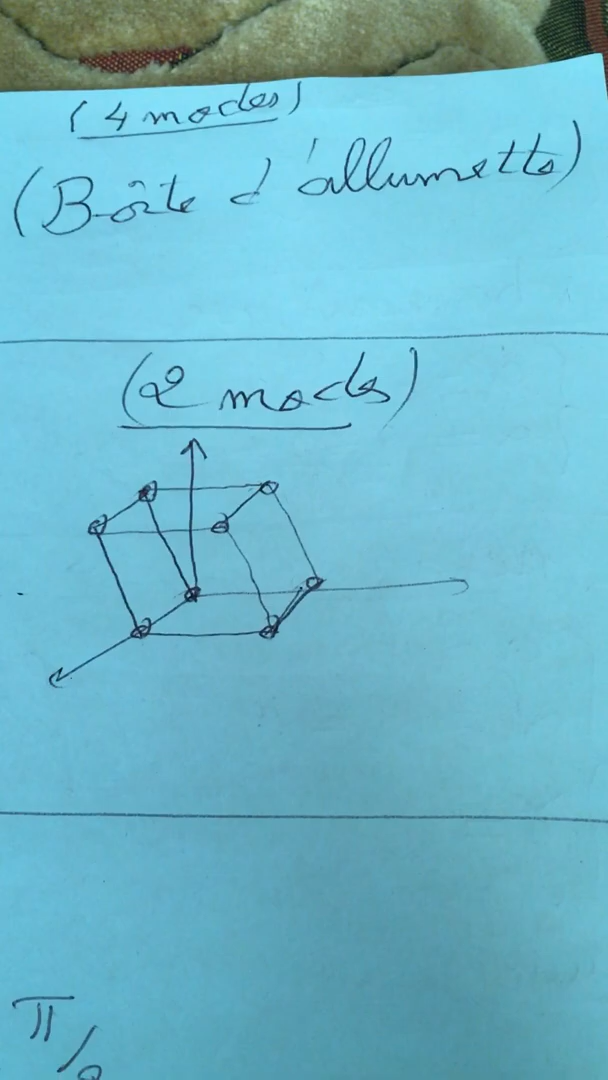 (4 modes)
(Boîte d'allumette)
(2 modes)
π/2